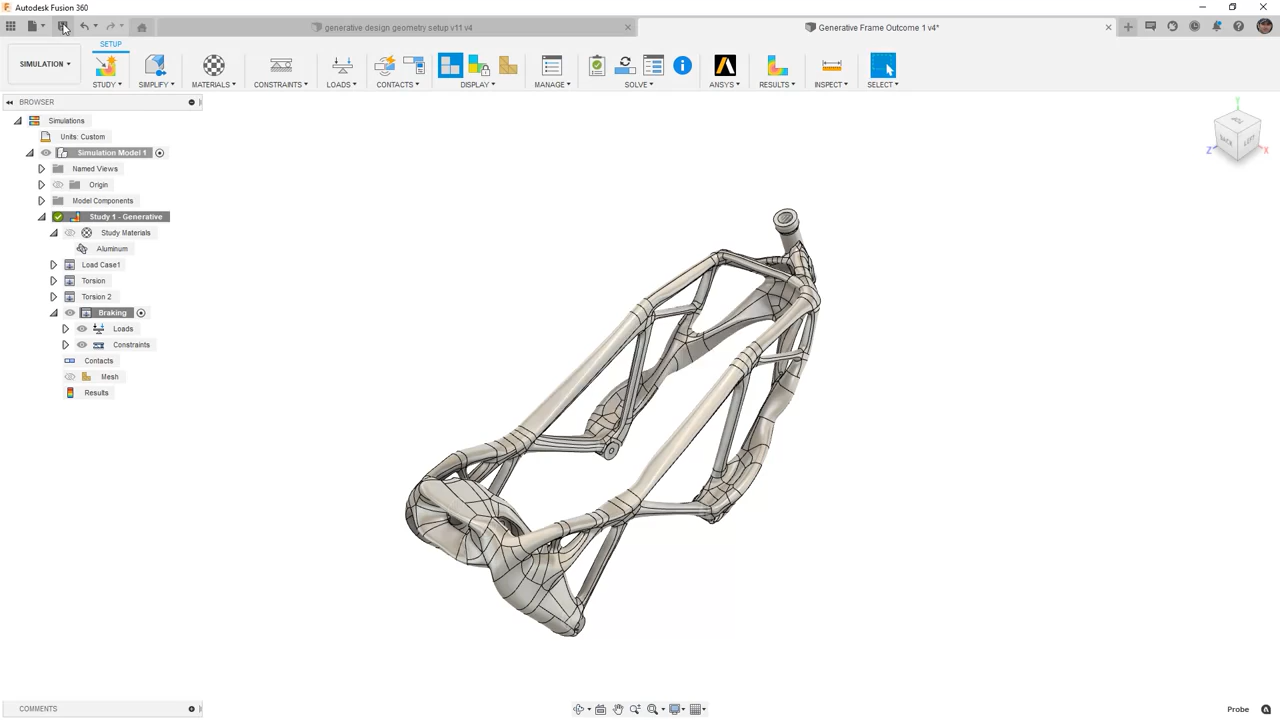 Autodesk Fusion 360
generative design geometry setup v11 v4
Generative Frame Outcome 1 v4*
SETUP
SIMULATION
STUDY
SIMPLIFY
MATERIALS
CONSTRAINTS
LOADS
CONTACTS
DISPLAY
MANAGE
SOLVE
ANSYS
RESULTS
INSPECT
SELECT
BROWSER
Simulations
Units: Custom
Simulation Model 1
Named Views
Origin
Model Components
Study 1 - Generative
Study Materials
Aluminum
Load Case1
Torsion
Torsion 2
Braking
Loads
Constraints
Contacts
Mesh
Results
Y
TOP
BACK
LEFT
Z
X
COMMENTS
Probe